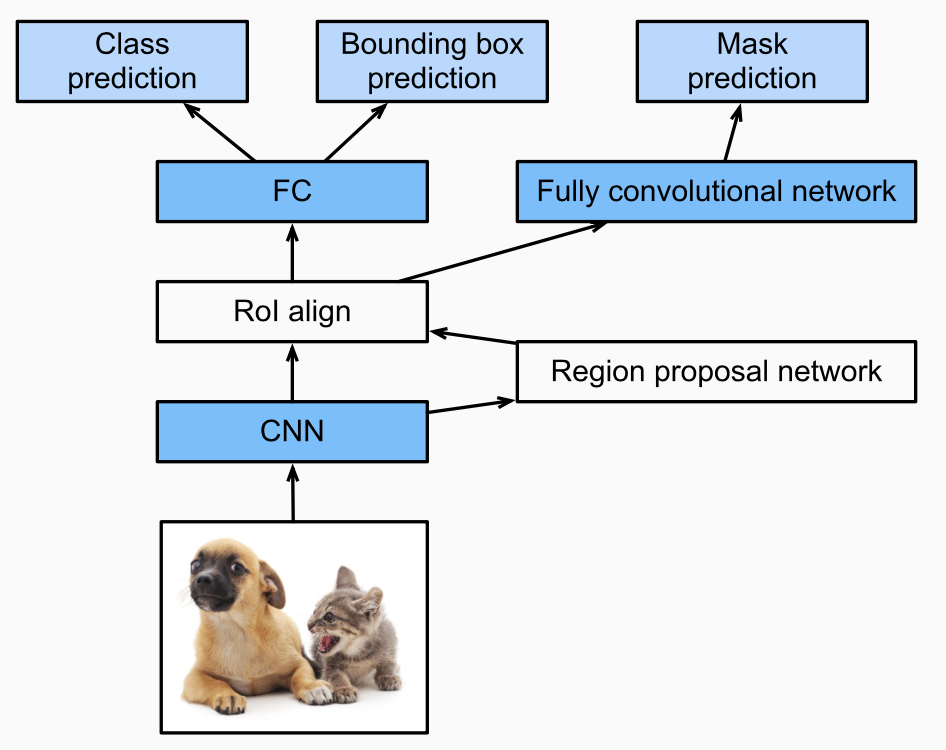 Class
prediction
Bounding box
prediction
Mask
prediction
FC
Fully convolutional network
RoI align
Region proposal network
CNN